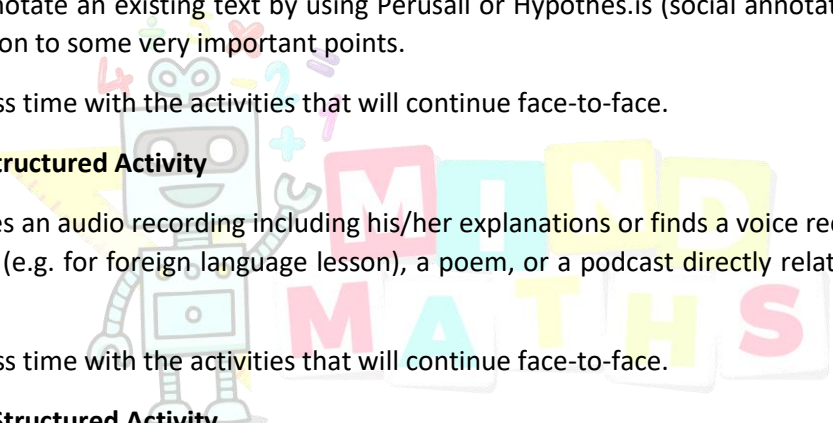 notate an existing text by using Perusall or Hypothes.is (social annotat
on to some very important points.
ss time with the activities that will continue face-to-face.
tructured Activity
es an audio recording including his/her explanations or finds a voice rec
(e.g. for foreign language lesson), a poem, or a podcast directly relat
ss time with the activities that will continue face-to-face.
Structured Activity
MIND
MATHS